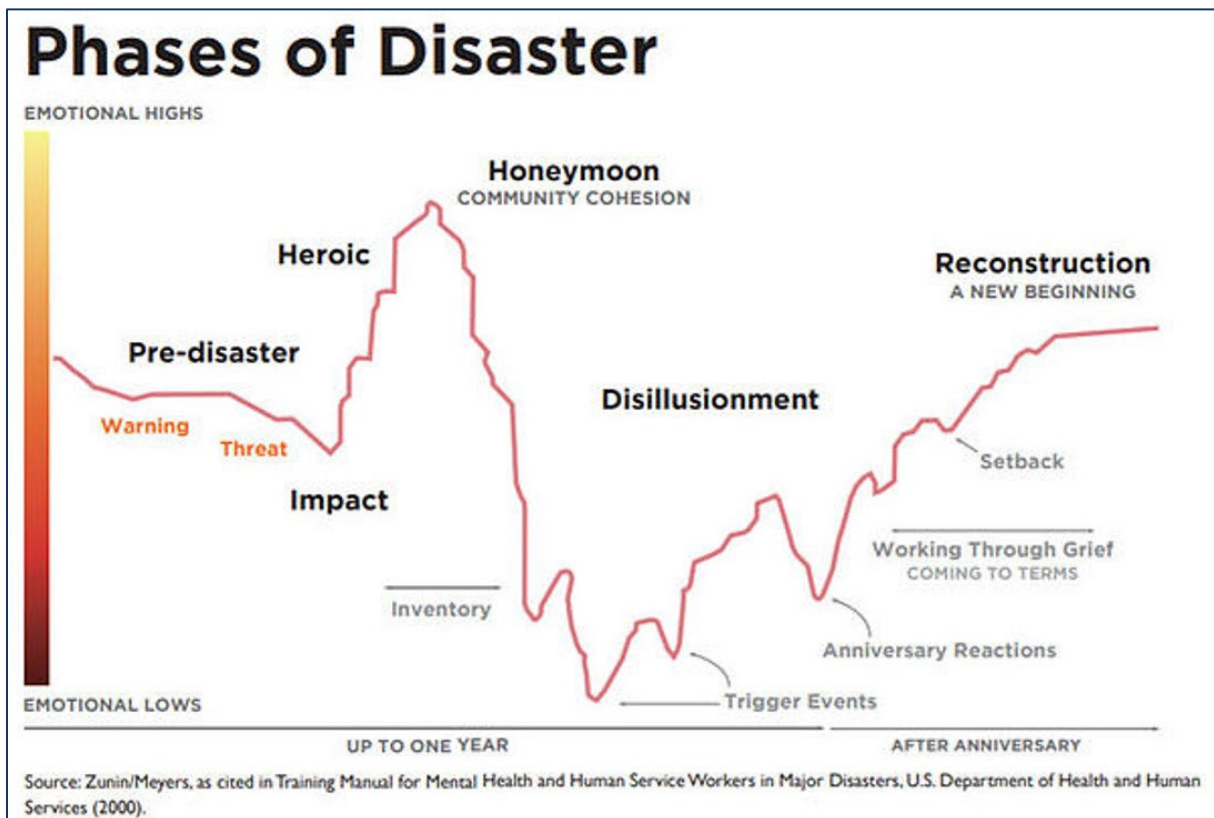 Phases of Disaster
EMOTIONAL HIGHS
Honeymoon
COMMUNITY COHESION
Heroic
Reconstruction
A NEW BEGINNING
Pre-disaster
Warning
Threat
Disillusionment
Setback
Impact
Working Through Grief
COMING TO TERMS
Inventory
Anniversary Reactions
Trigger Events
EMOTIONAL LOWS
UP TO ONE YEAR
AFTER ANNIVERSARY
Source: Zunin/Meyers, as cited in Training Manual for Mental Health and Human Service Workers in Major Disasters, U.S. Department of Health and Human
Services (2000).